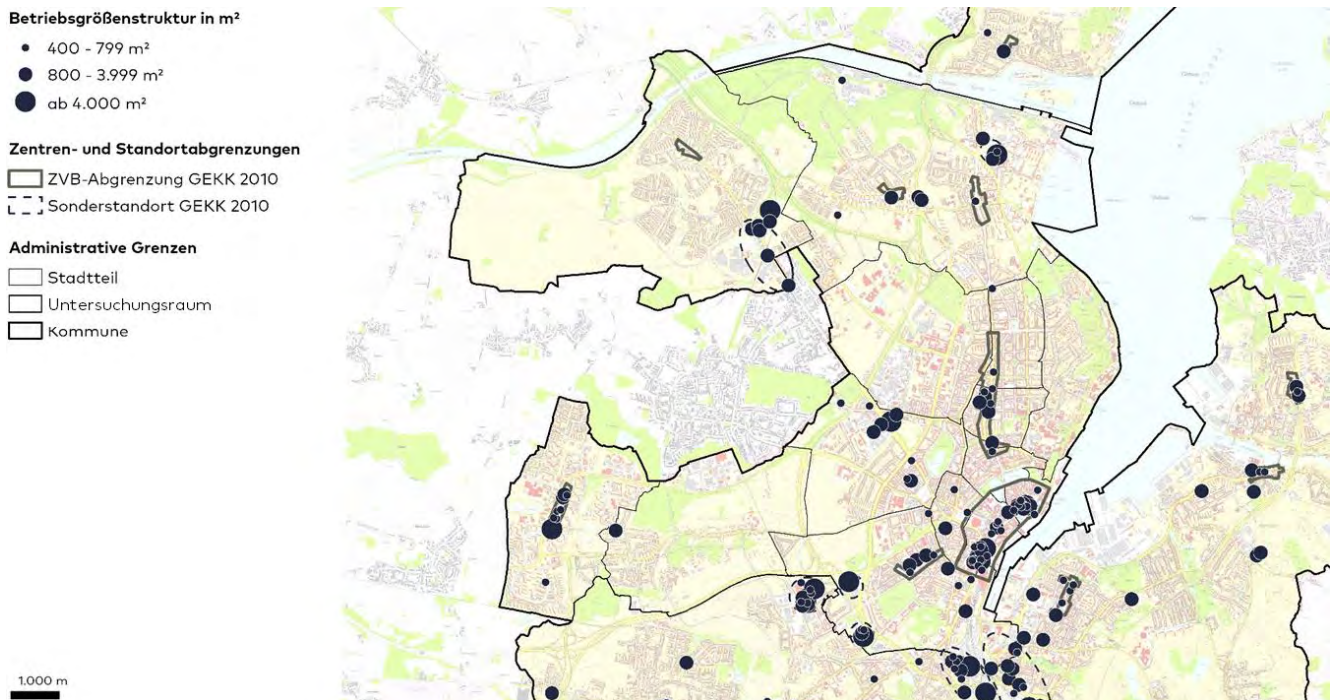 Betriebsgrößenstruktur in m²
400 - 799 m²
800 - 3.999 m²
ab 4.000 m²
Zentren- und Standortabgrenzungen
ZVB-Abgrenzung GEKK 2010
Sonderstandort GEKK 2010
Administrative Grenzen
Stadtteil
Untersuchungsraum
Kommune
1.000 m